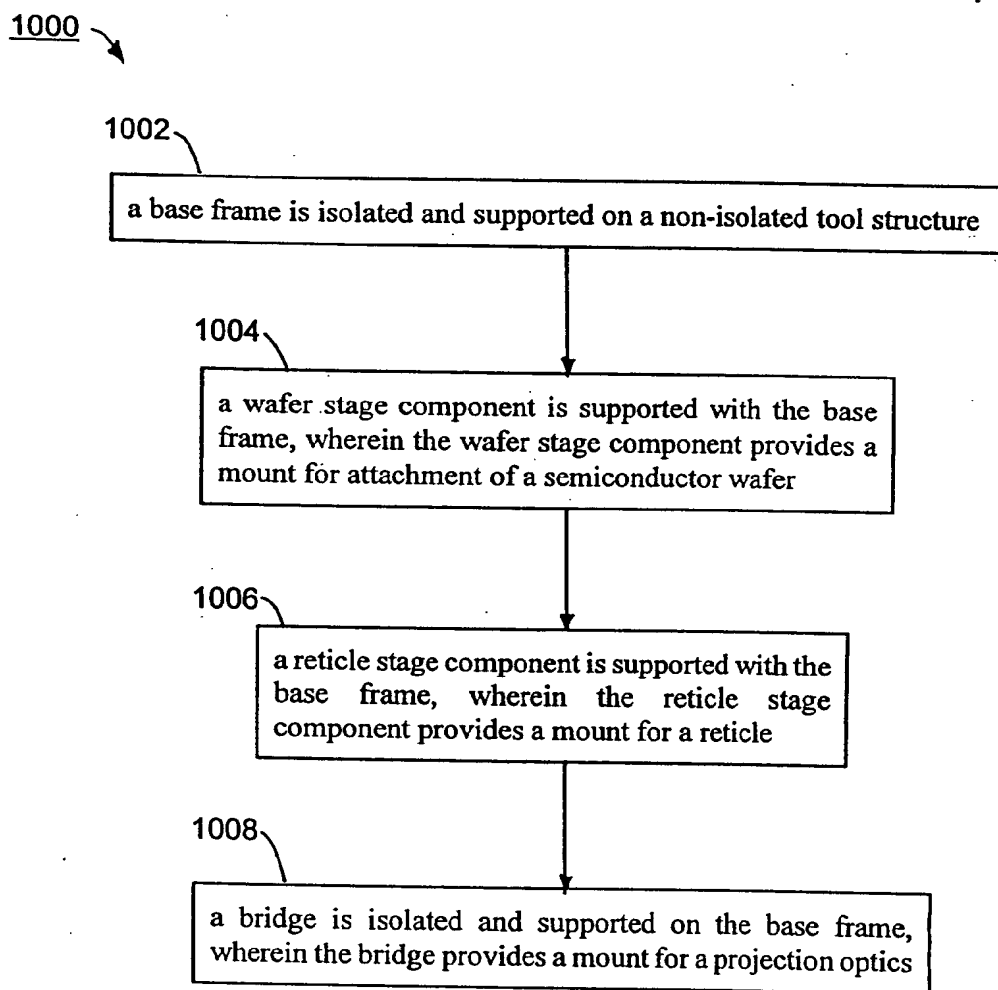 1000
1002
a base frame is isolated and supported on a non-isolated tool structure
1004
a wafer stage component is supported with the base
frame, wherein the wafer stage component provides a
mount for attachment of a semiconductor wafer
1006
a reticle stage component is supported with the
base frame, wherein the reticle stage
component provides a mount for a reticle
1008
a bridge is isolated and supported on the base frame,
wherein the bridge provides a mount for a projection optics